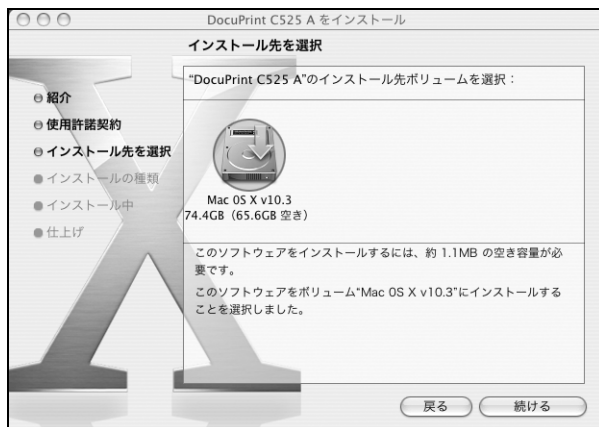 DocuPrint C525 A をインストール
インストール先を選択
紹介
使用許諾契約
インストール先を選択
インストールの種類
インストール中
仕上げ
“DocuPrint C525 A”のインストール先ボリュームを選択：
Mac OS X v10.3
74.4GB（65.6GB 空き）
このソフトウェアをインストールするには、約 1.1MB の空き容量が必
要です。
このソフトウェアをボリューム“Mac OS X v10.3”にインストールする
ことを選択しました。
戻る
続ける